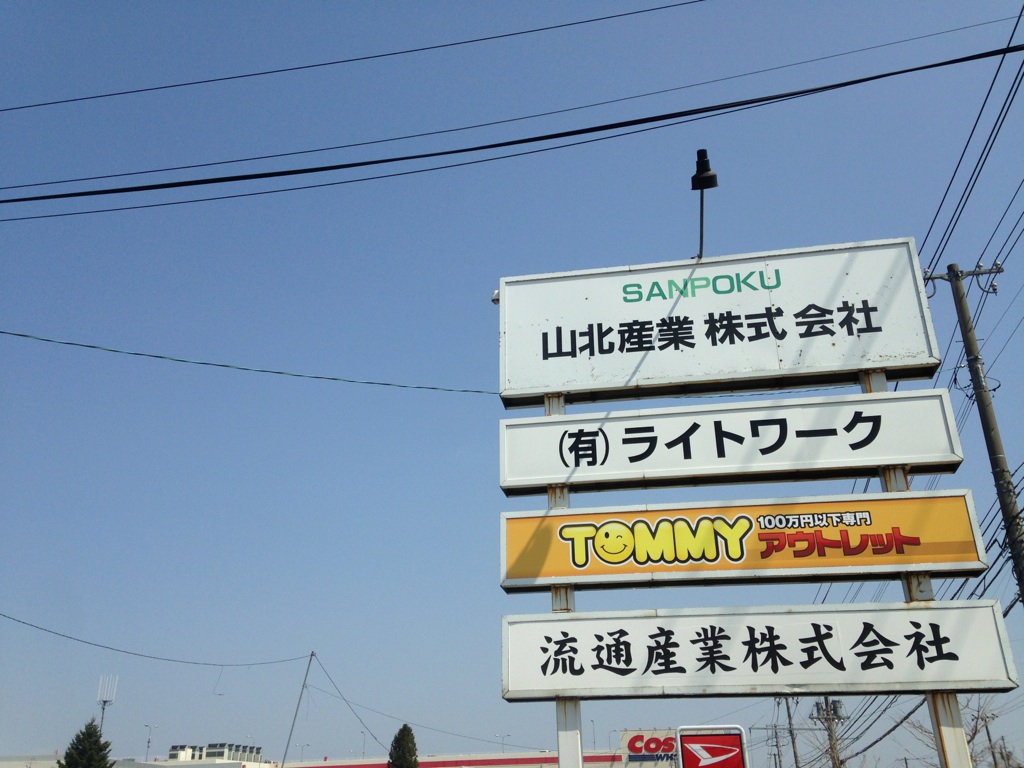 SANPOKU
山北産業 株式会社
(有)ライトワーク
TOMMY 100万円以下専門
アウトレット
流通産業株式会社
COS
WH